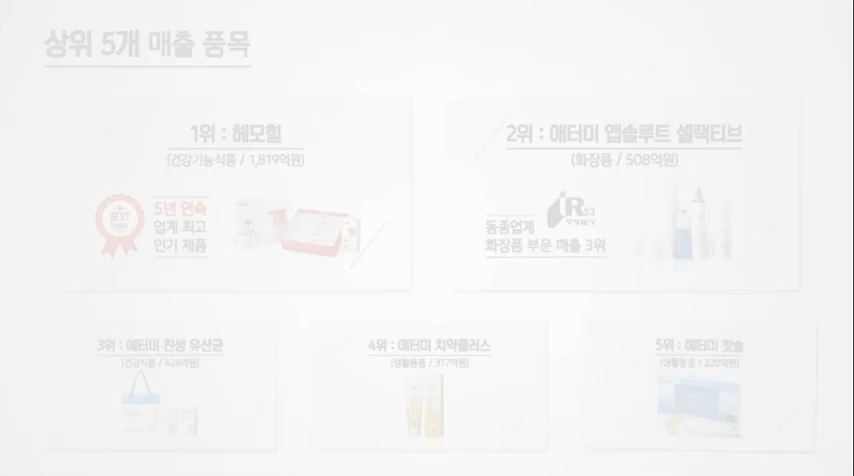 상위 5개 매출 품목
1위 : 헤모힘
(건강기능식품 / 1,819억원)
BEST
5년 연속
업계 최고
인기 제품
2위 : 애터미 앱솔루트 셀랙티브
(화장품 / 508억원)
IR52
동종업계
화장품 부문 매출 3위
3위 : 애터미 친생 유산균
(건강식품 / 426억원)
4위 : 애터미 치약플러스
(생활용품 / 317억원)
5위 : 애터미 칫솔
(생활용품 / 220억원)